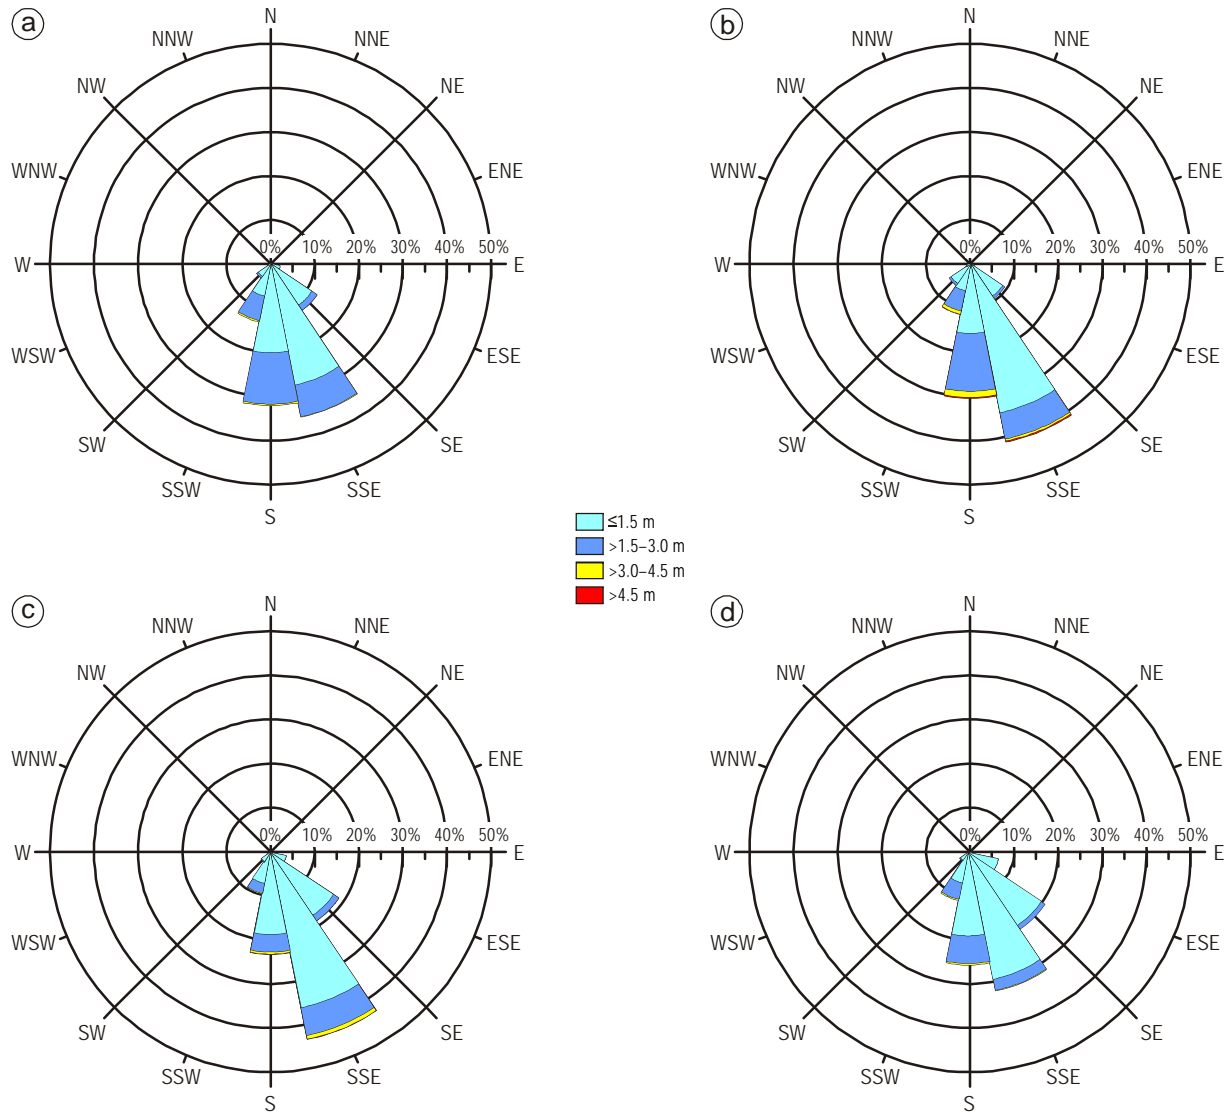 a
N
NNW
NNE
NW
NE
WNW
ENE
0% 10% 20% 30% 40% 50%
W
E
WSW
ESE
SW
SE
SSW
SSE
S
b
N
NNW
NNE
NW
NE
WNW
ENE
0% 10% 20% 30% 40% 50%
W
E
WSW
ESE
SW
SE
SSW
SSE
S
≤1.5 m
>1.5–3.0 m
>3.0–4.5 m
>4.5 m
c
N
NNW
NNE
NW
NE
WNW
ENE
0% 10% 20% 30% 40% 50%
W
E
WSW
ESE
SW
SE
SSW
SSE
S
d
N
NNW
NNE
NW
NE
WNW
ENE
0% 10% 20% 30% 40% 50%
W
E
WSW
ESE
SW
SE
SSW
SSE
S